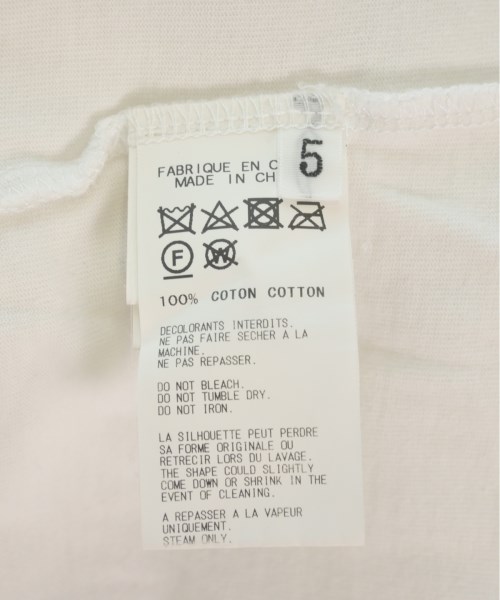 5
FABRIQUE EN C
MADE IN CH
F
W
100% COTON COTTON
DECOLORANTS INTERDITS.
NE PAS FAIRE SECHER A LA
MACHINE.
NE PAS REPASSER.
DO NOT BLEACH.
DO NOT TUMBLE DRY.
DO NOT IRON.
LA SILHOUETTE PEUT PERDRE
SA FORME ORIGINALE OU
RETRECIR LORS DU LAVAGE.
THE SHAPE COULD SLIGHTLY
COME DOWN OR SHRINK IN THE
EVENT OF CLEANING.
A REPASSER A LA VAPEUR
UNIQUEMENT.
STEAM ONLY.